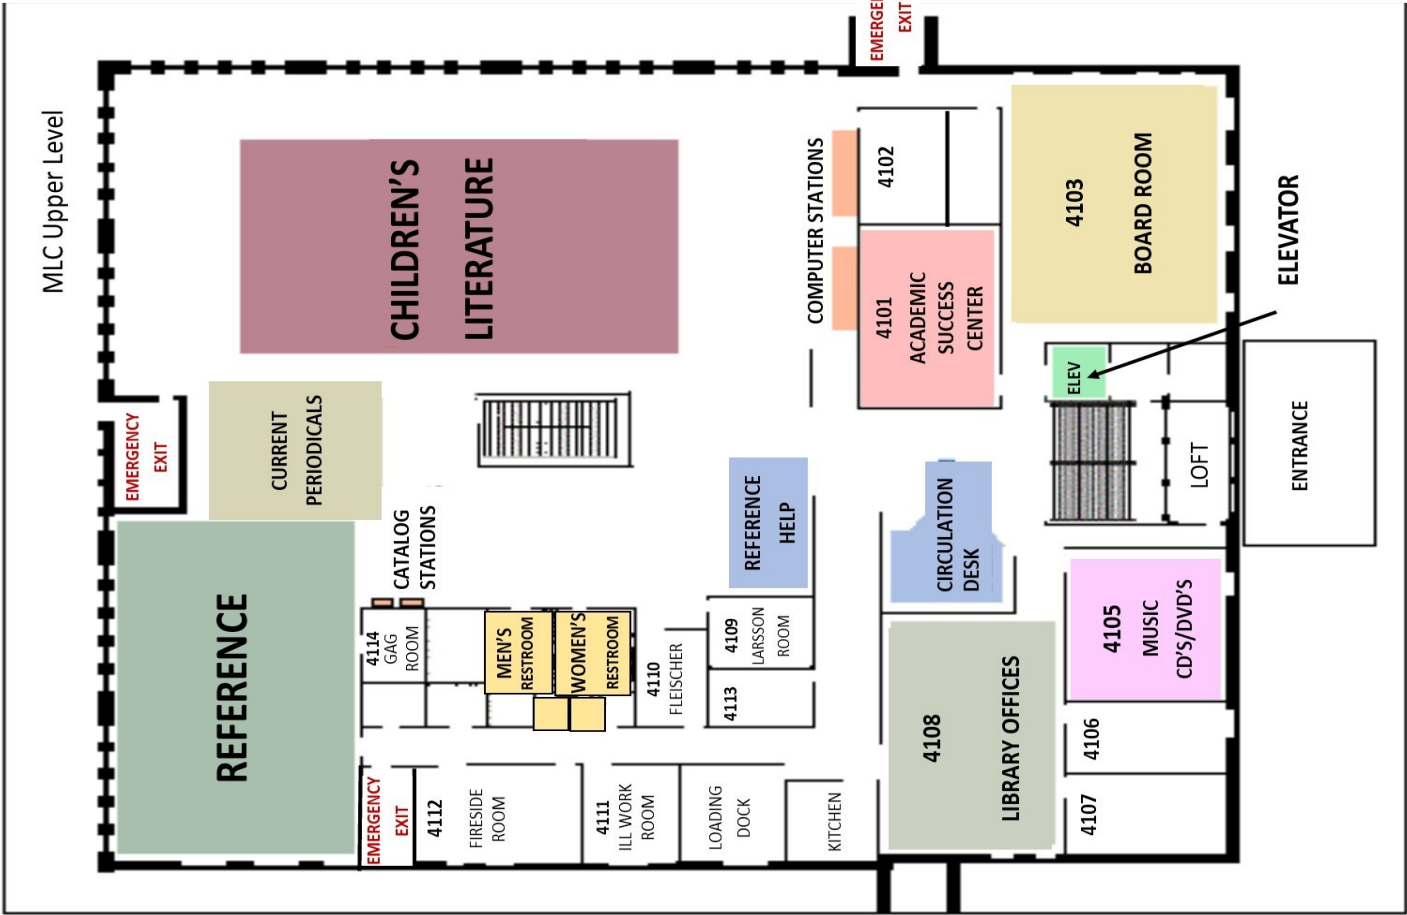 MLC Upper Level
CHILDREN'S
LITERATURE
EMERGENCY
EXIT
CURRENT
PERIODICALS
REFERENCE
CATALOG
STATIONS
4114
GAG
ROOM
MEN'S
RESTROOM
WOMEN'S
RESTROOM
4110
FLEISCHER
4109
LARSSON
ROOM
4113
EMERGENCY
EXIT
4112
FIRESIDE
ROOM
4111
ILL WORK
ROOM
LOADING
DOCK
KITCHEN
REFERENCE
HELP
COMPUTER STATIONS
EMERGE
EXIT
4102
4101
ACADEMIC
SUCCESS
CENTER
4103
BOARD ROOM
ELEV
ELEVATOR
LOFT
ENTRANCE
CIRCULATION
DESK
4108
LIBRARY OFFICES
4105
MUSIC
CD'S/DVD'S
4106
4107